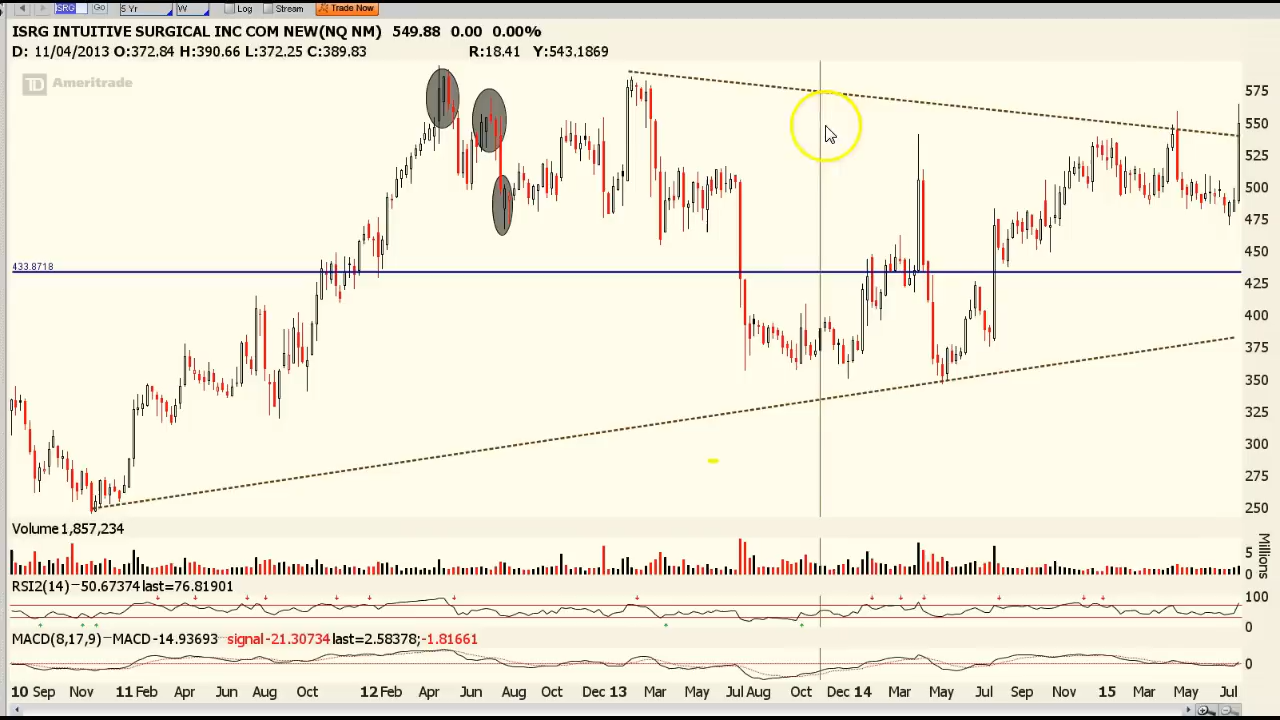 ISRG Go 5 Yr W Log Stream Trade Now
ISRG INTUITIVE SURGICAL INC COM NEW(NQ NM) 549.88 0.00 0.00%
D: 11/04/2013 O:372.84 H:390.66 L:372.25 C:389.83 R:18.41 Y:543.1869
TD Ameritrade
575
550
525
500
475
450
433.8718
425
400
375
350
325
300
275
250
Volume 1,857,234
Millions
5
0
RSI2(14) —50.67374 last=76.81901
100
0
MACD(8,17,9) —MACD-14.93693 signal-21.30734 last=2.58378;-1.81661
0
10 Sep Nov 11 Feb Apr Jun Aug Oct 12 Feb Apr Jun Aug Oct Dec 13 Mar May Jul Aug Oct Dec 14 Mar May Jul Sep Nov 15 Mar May Jul